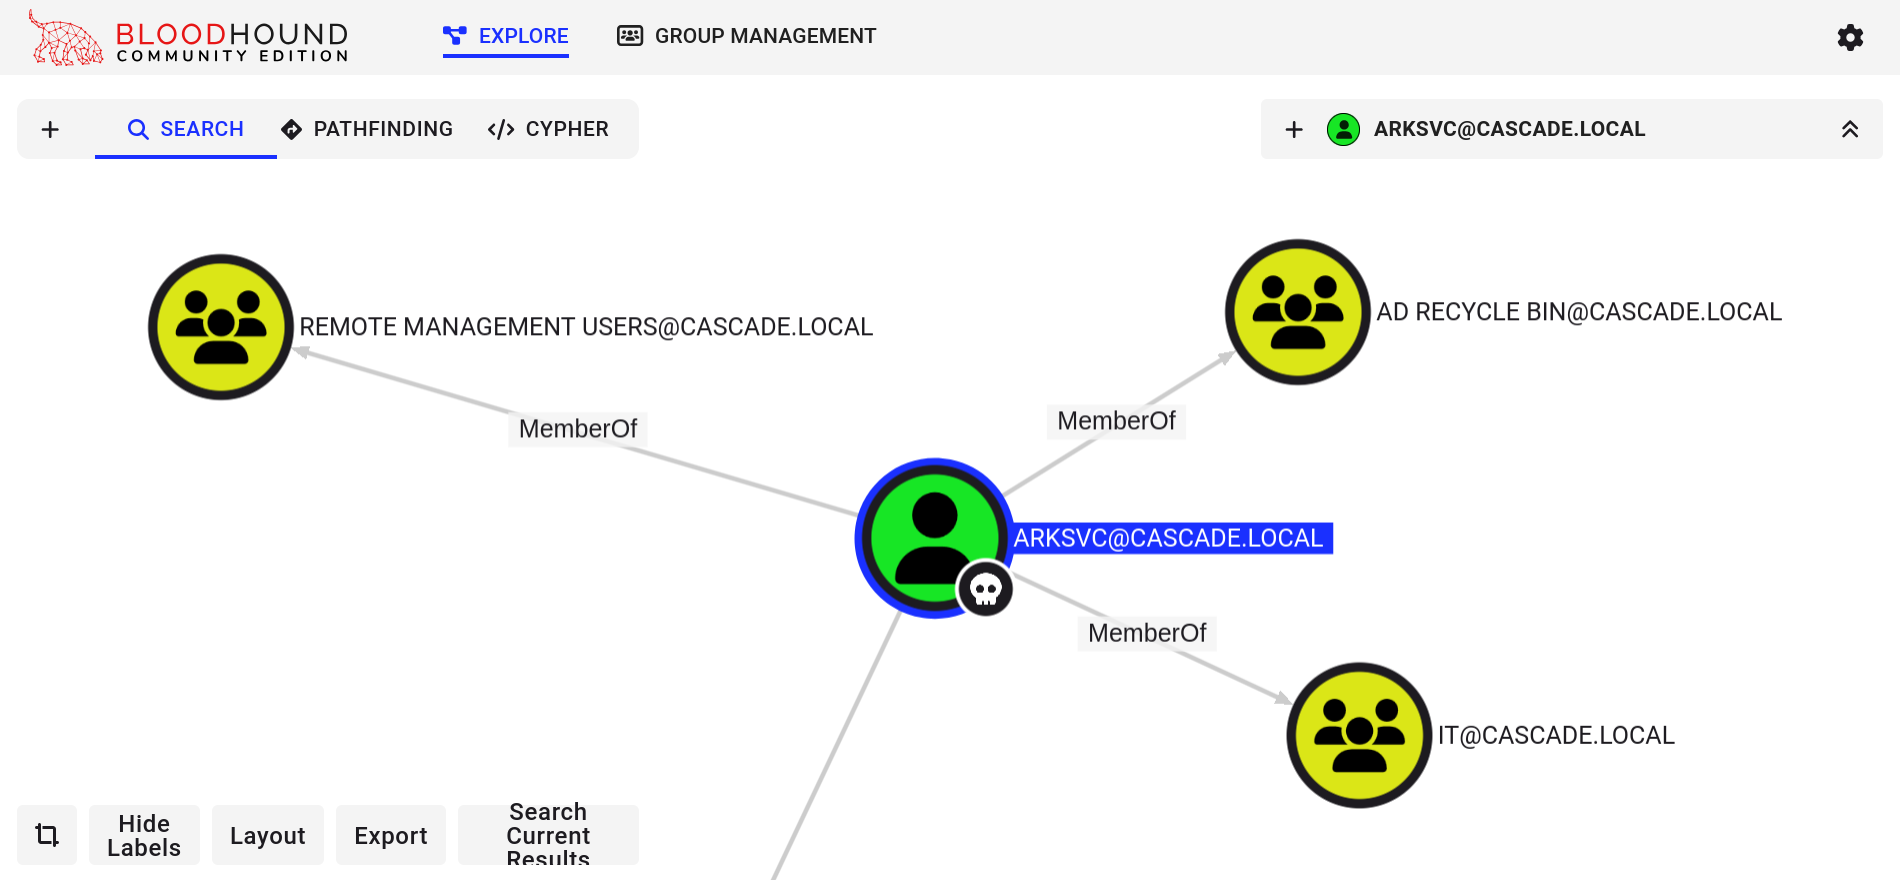 BLOODHOUND
COMMUNITY EDITION
EXPLORE
GROUP MANAGEMENT
SEARCH
PATHFINDING
CYPHER
ARKSVC@CASCADE.LOCAL
REMOTE MANAGEMENT USERS@CASCADE.LOCAL
AD RECYCLE BIN@CASCADE.LOCAL
MemberOf
MemberOf
ARKSVC@CASCADE.LOCAL
MemberOf
IT@CASCADE.LOCAL
Hide
Labels
Layout
Export
Search
Current
Results